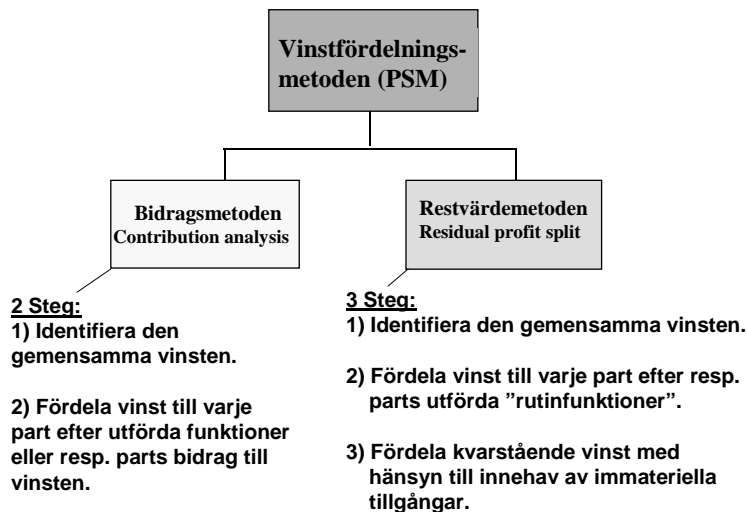 Vinstfördelnings-
metoden (PSM)
Bidragsmetoden
Contribution analysis
Restvärdemetoden
Residual profit split
2 Steg:
1) Identifiera den
gemensamma vinsten.
2) Fördela vinst till varje
part efter utförda funktioner
eller resp. parts bidrag till
vinsten.
3 Steg:
1) Identifiera den gemensamma vinsten.
2) Fördela vinst till varje part efter resp.
parts utförda ”rutinfunktioner”.
3) Fördela kvarstående vinst med
hänsyn till innehav av immateriella
tillgångar.